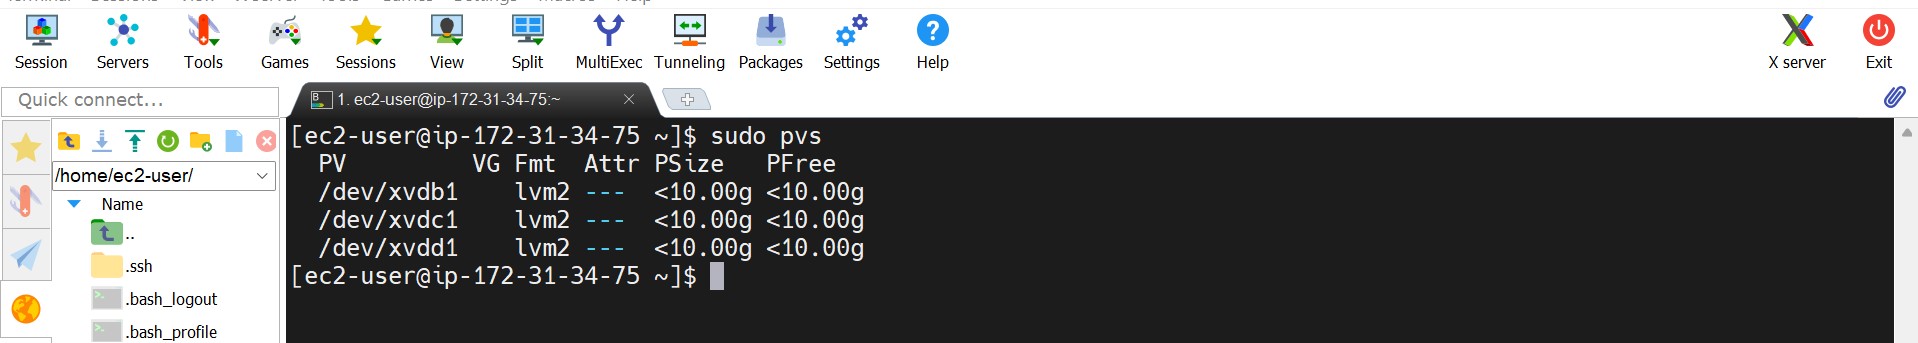 Session Servers Tools Games Sessions View Split MultiExec Tunneling Packages Settings Help X server Exit
Quick connect...
1. ec2-user@ip-172-31-34-75:~
/home/ec2-user/
Name
..
.ssh
.bash_logout
.bash_profile
[ec2-user@ip-172-31-34-75 ~]$ sudo pvs
  PV         VG Fmt  Attr PSize   PFree
  /dev/xvdb1    lvm2 ---  <10.00g <10.00g
  /dev/xvdc1    lvm2 ---  <10.00g <10.00g
  /dev/xvdd1    lvm2 ---  <10.00g <10.00g
[ec2-user@ip-172-31-34-75 ~]$